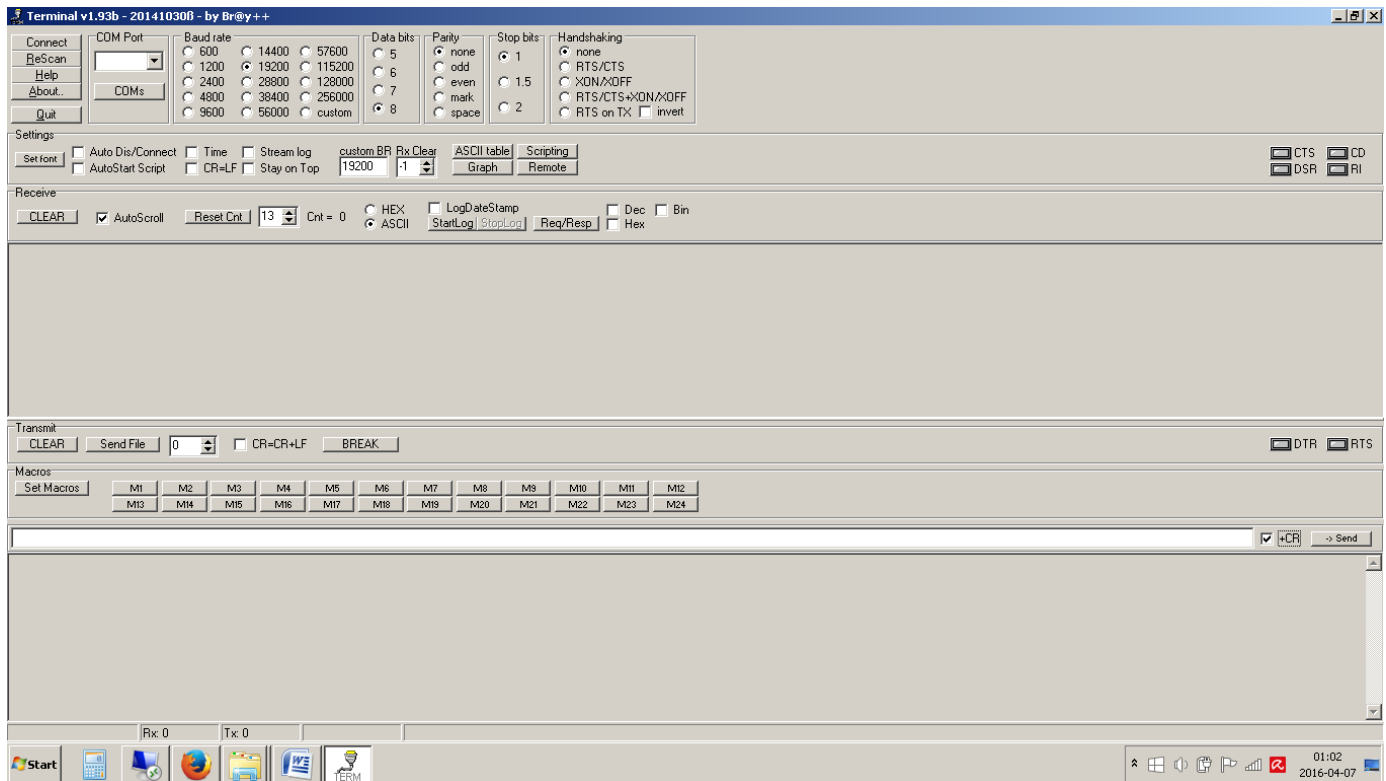 Terminal v1.93b - 20141030ß - by Br@y++
Connect
ReScan
Help
About..
Quit
COM Port
COMs
Baud rate
600 14400 57600
1200 19200 115200
2400 28800 128000
4800 38400 256000
9600 56000 custom
Data bits
5
6
7
8
Parity
none
odd
even
mark
space
Stop bits
1
1.5
2
Handshaking
none
RTS/CTS
XON/XOFF
RTS/CTS+XON/XOFF
RTS on TX invert
Settings
Set font
Auto Dis/Connect Time Stream log
AutoStart Script CR=LF Stay on Top
custom BR Rx Clear
19200 -1
ASCII table Scripting
Graph Remote
CTS CD
DSR RI
Receive
CLEAR AutoScroll Reset Cnt 13 Cnt = 0
HEX
ASCII
LogDateStamp
StartLog StopLog Req/Resp
Dec Bin
Hex
Transmit
CLEAR Send File 0 CR=CR+LF BREAK DTR RTS
Macros
Set Macros
M1 M2 M3 M4 M5 M6 M7 M8 M9 M10 M11 M12
M13 M14 M15 M16 M17 M18 M19 M20 M21 M22 M23 M24
+CR -> Send
Rx: 0 Tx: 0
Start
TERM
01:02
2016-04-07